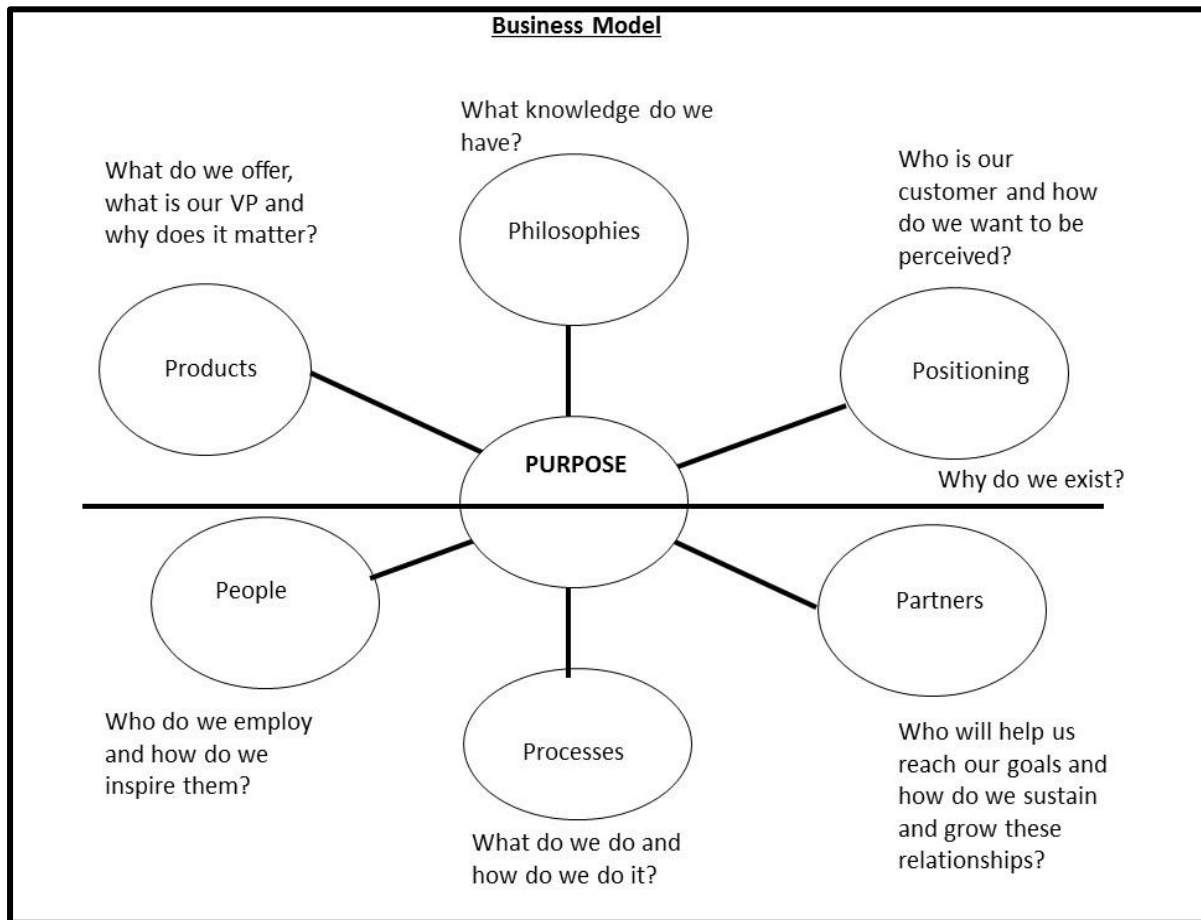 Business Model
What knowledge do we
have?
What do we offer,
what is our VP and
why does it matter?
Who is our
customer and how
do we want to be
perceived?
Philosophies
Products
Positioning
PURPOSE
Why do we exist?
People
Partners
Processes
Who do we employ
and how do we
inspire them?
What do we do and
how do we do it?
Who will help us
reach our goals and
how do we sustain
and grow these
relationships?